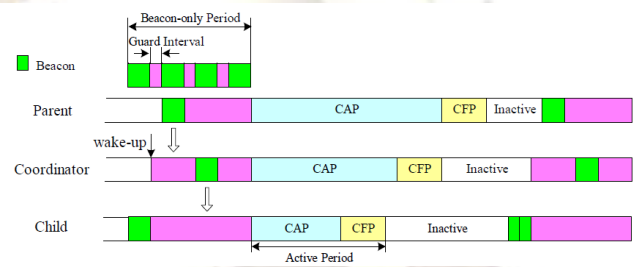 Beacon-only Period
Guard Interval
Beacon
Parent CAP CFP Inactive
wake-up
Coordinator CAP CFP Inactive
Child CAP CFP Inactive
Active Period